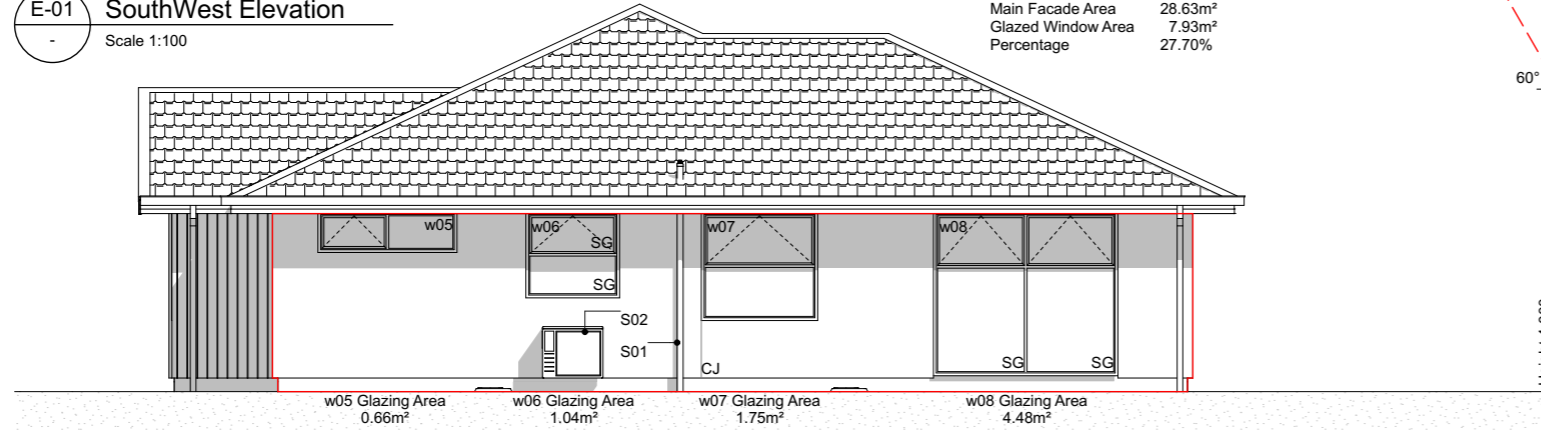 E-01
SouthWest Elevation
-
Scale 1:100
Main Facade Area 28.63m²
Glazed Window Area 7.93m²
Percentage 27.70%
60°
w05
w06
SG
SG
w07
w08
SG
SG
S02
S01
CJ
w05 Glazing Area
0.66m²
w06 Glazing Area
1.04m²
w07 Glazing Area
1.75m²
w08 Glazing Area
4.48m²